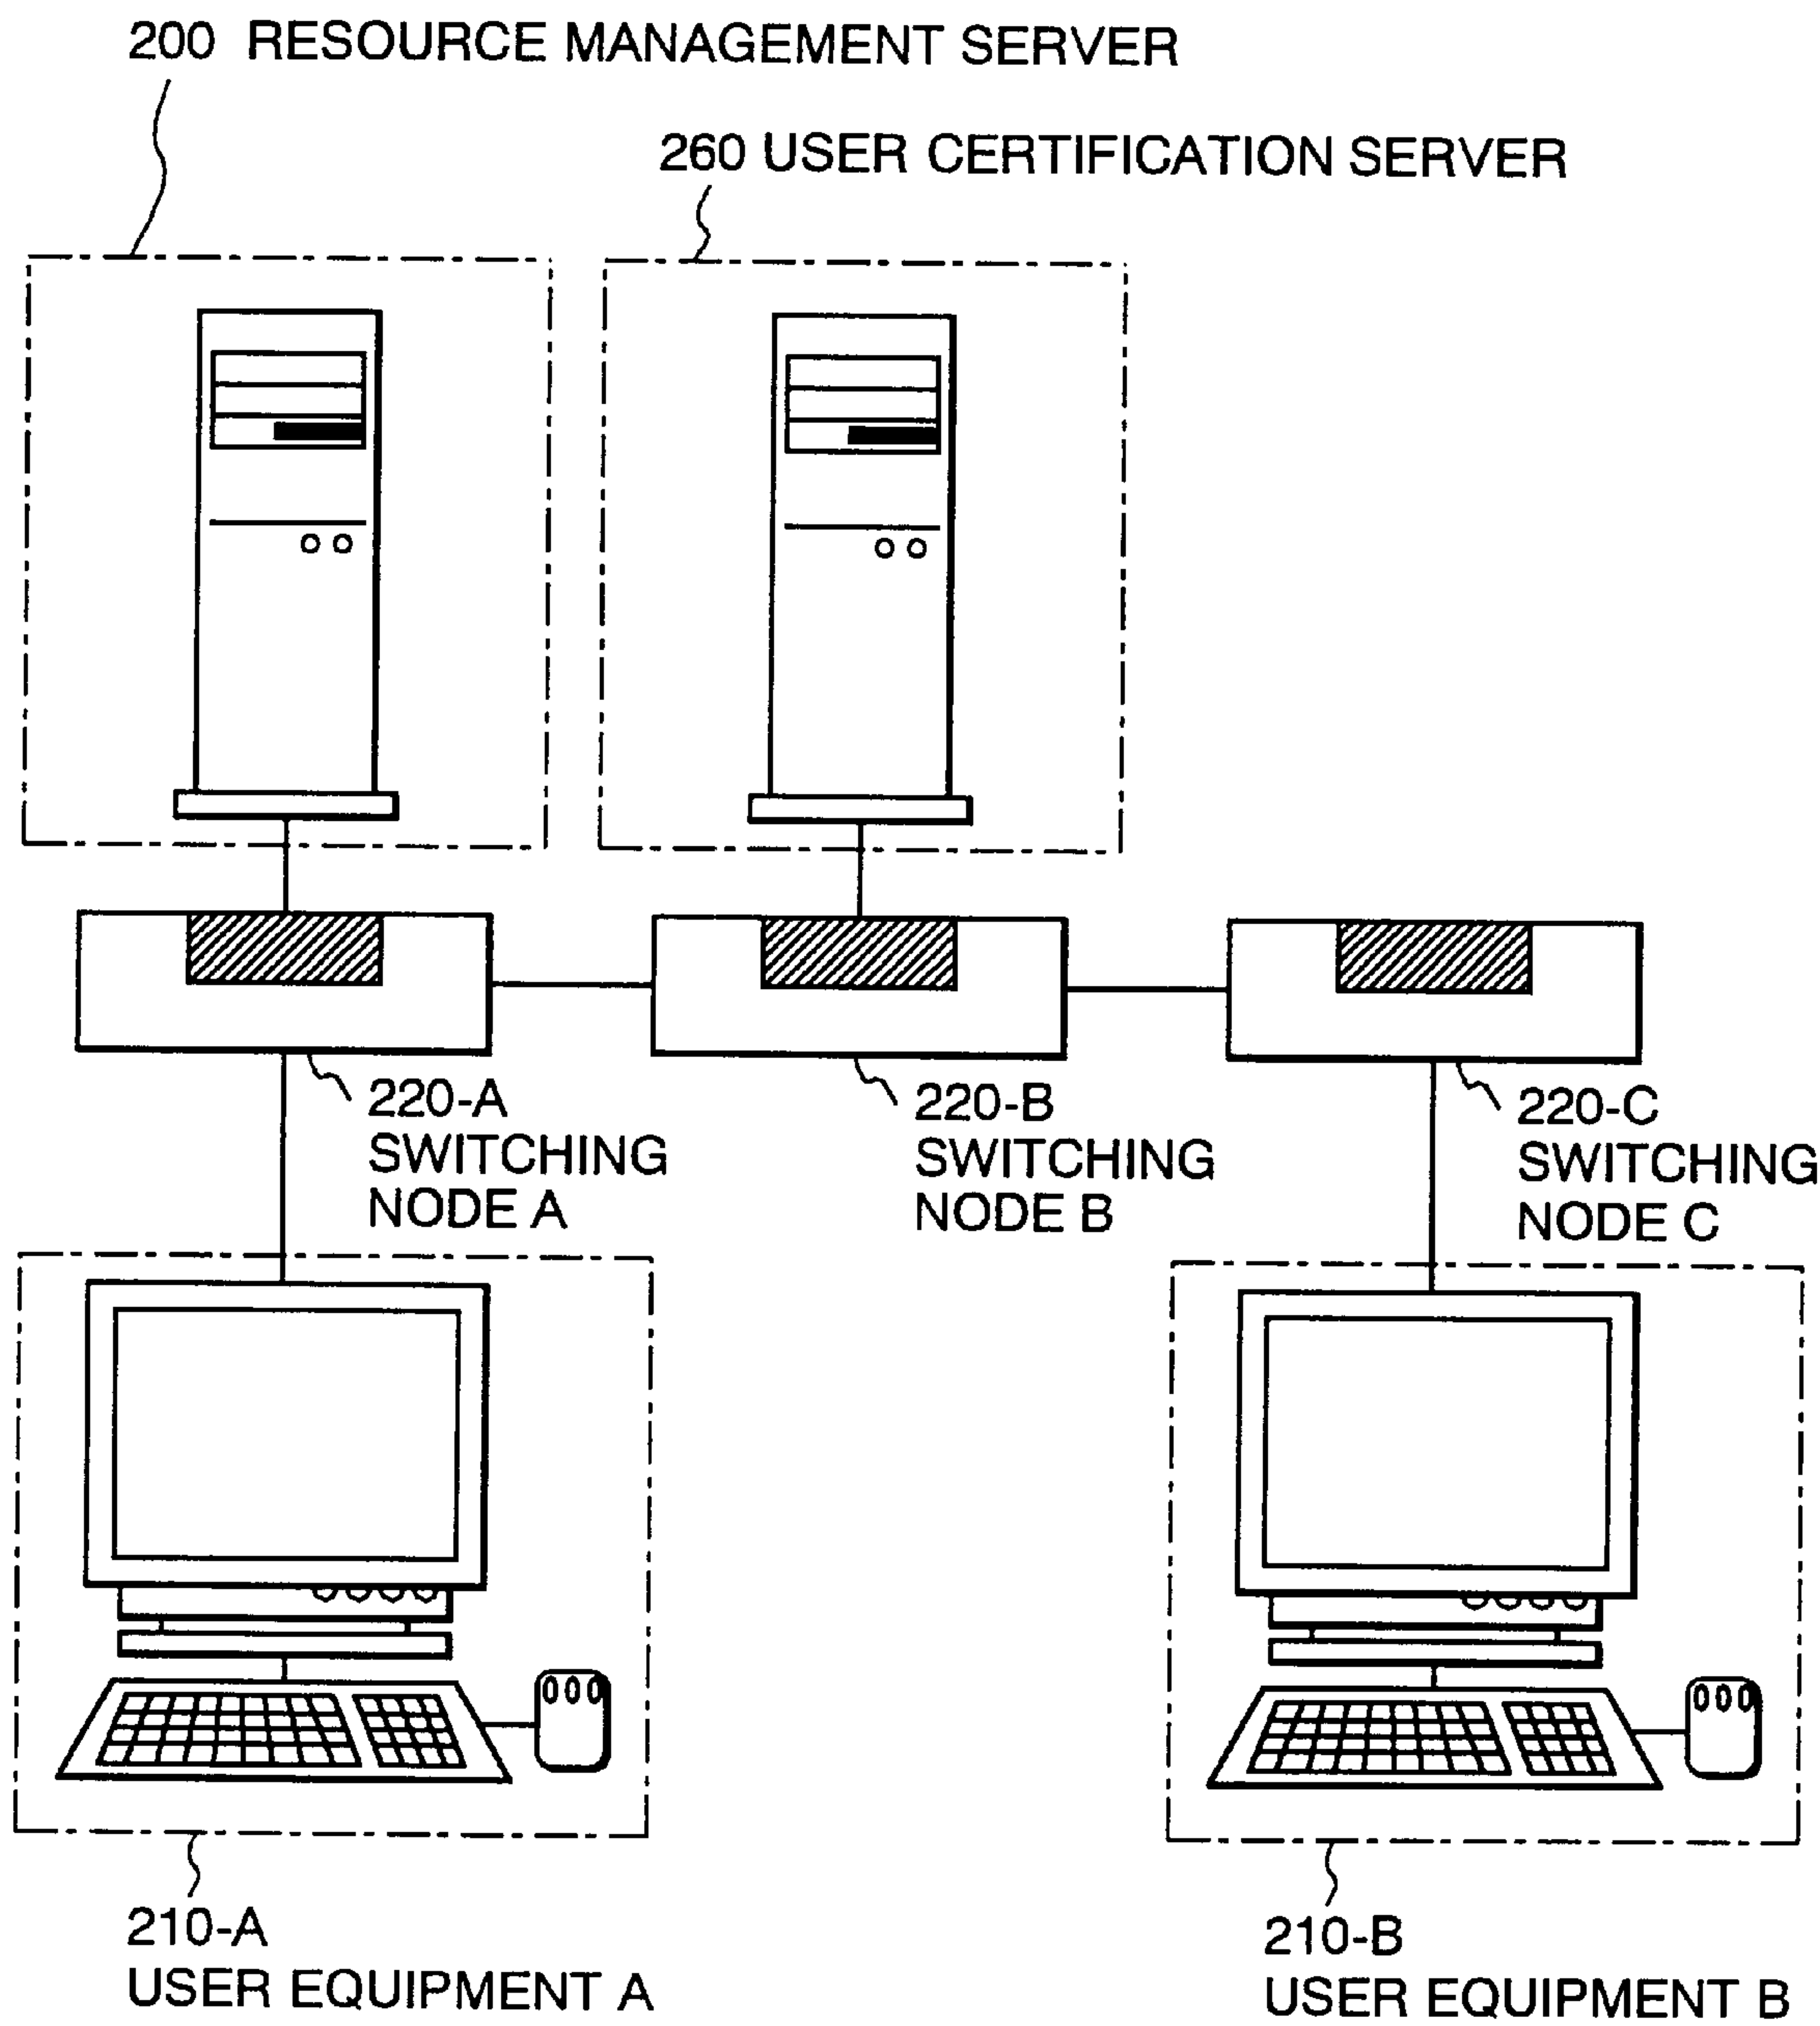 200 RESOURCE MANAGEMENT SERVER
260 USER CERTIFICATION SERVER
220-A
SWITCHING
NODE A
220-B
SWITCHING
NODE B
220-C
SWITCHING
NODE C
210-A
USER EQUIPMENT A
210-B
USER EQUIPMENT B